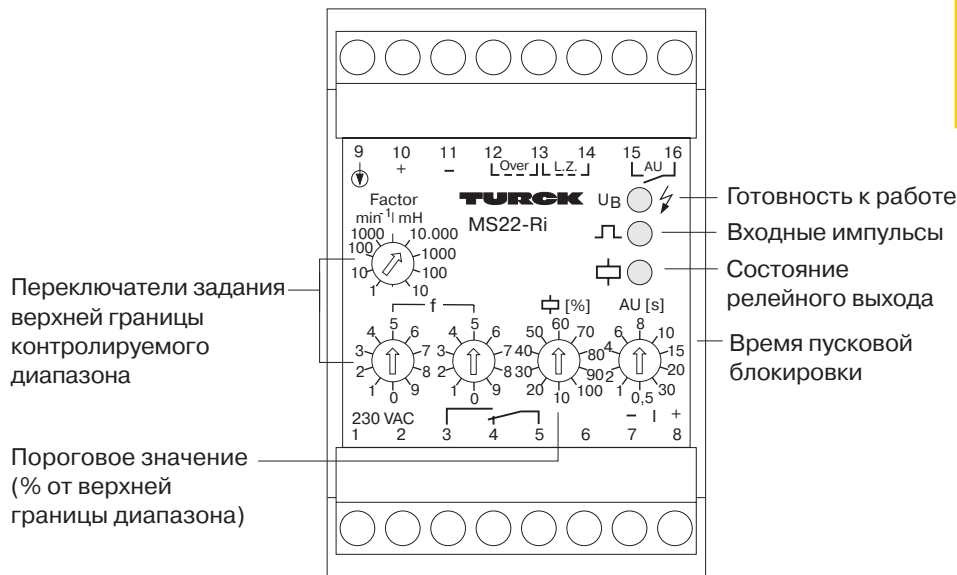 9 10 11 12 13 14 15 16
+ − Over L.Z. AU
Factor
min⁻¹ mH
1000 10.000
100 1000
10 100
1 10
TURCK
MS22-Ri
UB
Готовность к работе
Входные импульсы
Состояние
релейного выхода
Переключатели задания
верхней границы
контролируемого
диапазона
f
[%]
AU [s]
5 5 60 8
4 6 4 6 50 70 6 10
3 7 3 7 40 80 4 15
2 8 2 8 30 90 2 20
1 9 1 9 20 100 1 30
0 0 10 0,5
Время пусковой
блокировки
230 VAC
− +
1 2 3 4 5 6 7 8
Пороговое значение
(% от верхней
границы диапазона)